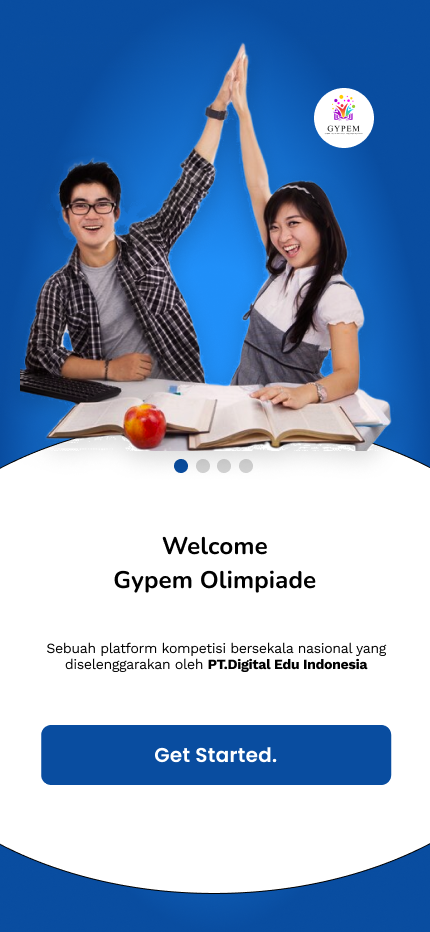 GYPEM
Welcome
Gypem Olimpiade
Sebuah platform kompetisi bersekala nasional yang
diselenggarakan oleh PT.Digital Edu Indonesia
Get Started.